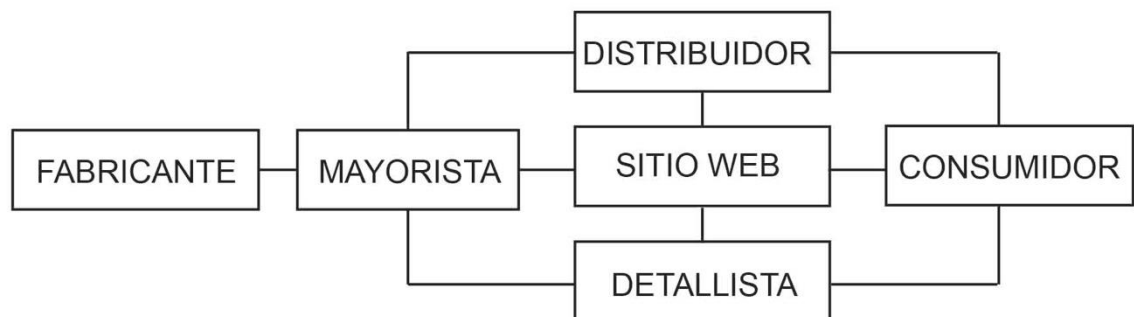 DISTRIBUIDOR
FABRICANTE
MAYORISTA
SITIO WEB
CONSUMIDOR
DETALLISTA